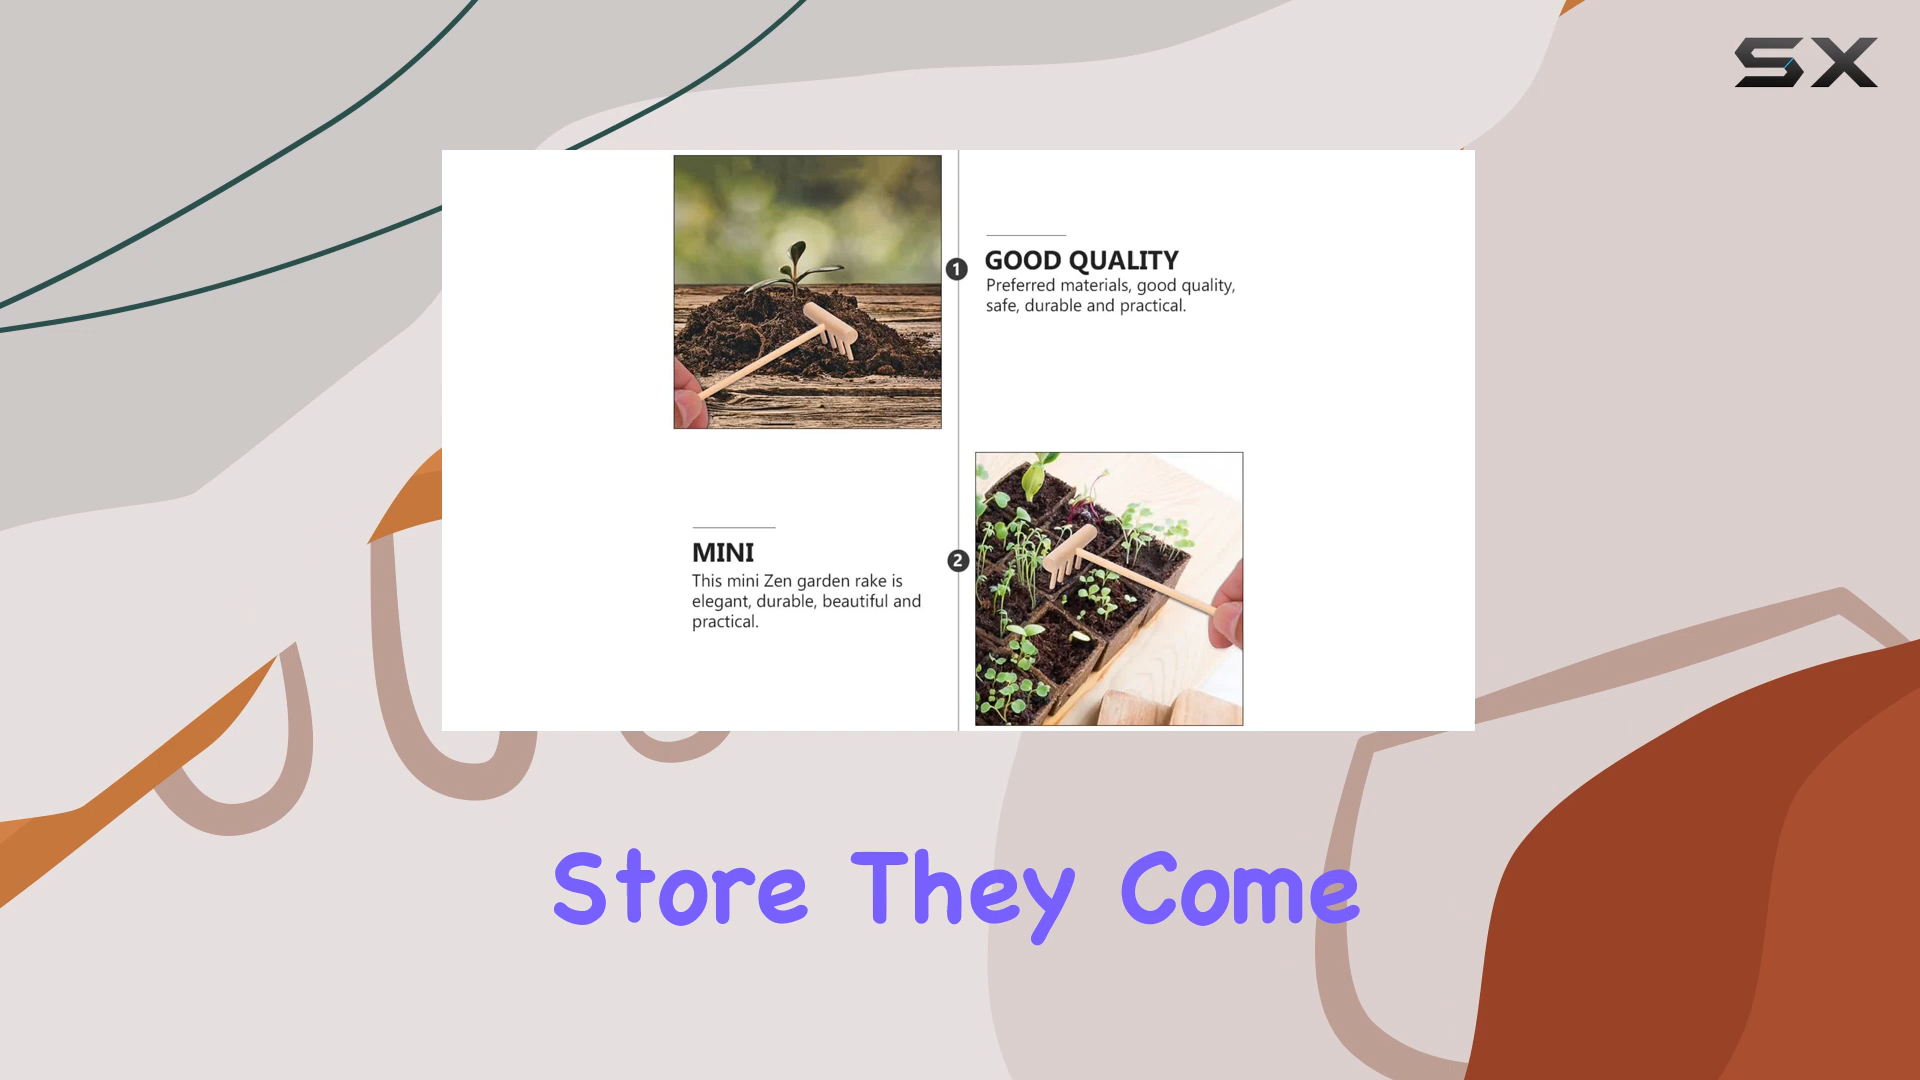 SX
1
GOOD QUALITY
Preferred materials, good quality,
safe, durable and practical.
MINI
This mini Zen garden rake is
elegant, durable, beautiful and
practical.
2
Store They Come